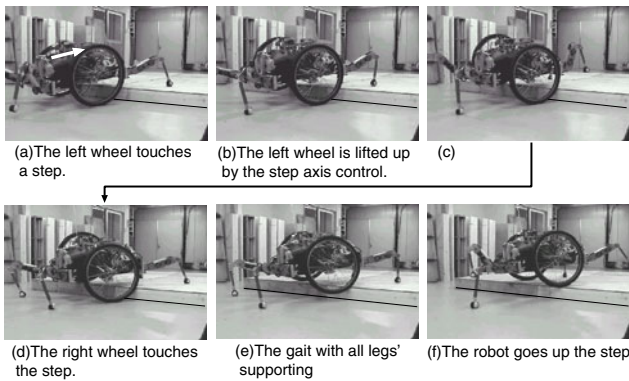 (a)The left wheel touches
a step.
(b)The left wheel is lifted up
by the step axis control.
(c)
(d)The right wheel touches
the step.
(e)The gait with all legs'
supporting
(f)The robot goes up the step